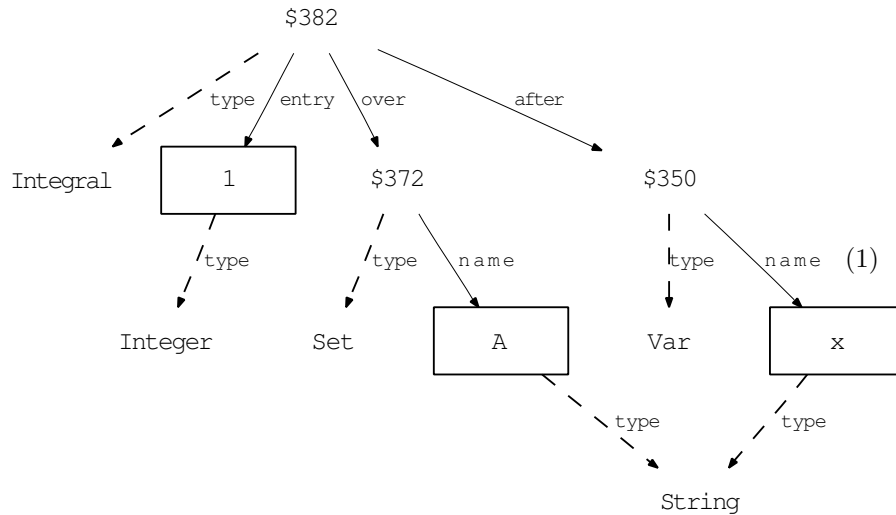 $382
type entry over after
Integral 1 $372 $350
type type name type name (1)
Integer Set A Var x
type type
String